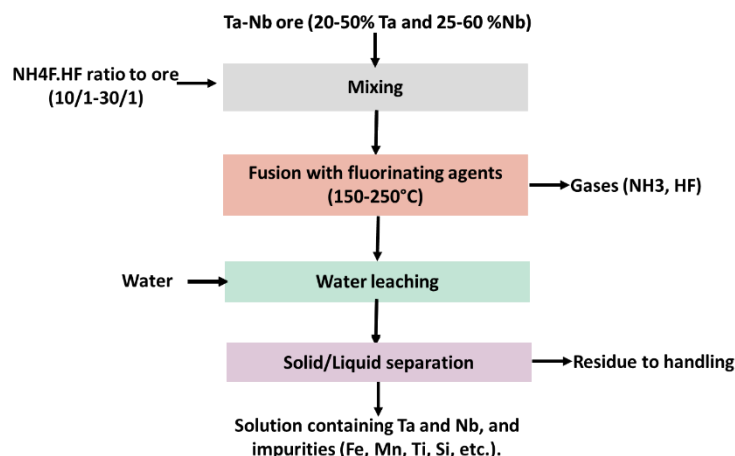 Ta-Nb ore (20-50% Ta and 25-60 %Nb)
NH4F.HF ratio to ore
(10/1-30/1)
Mixing
Fusion with fluorinating agents
(150-250°C)
Gases (NH3, HF)
Water
Water leaching
Solid/Liquid separation
Residue to handling
Solution containing Ta and Nb, and
impurities (Fe, Mn, Ti, Si, etc.).